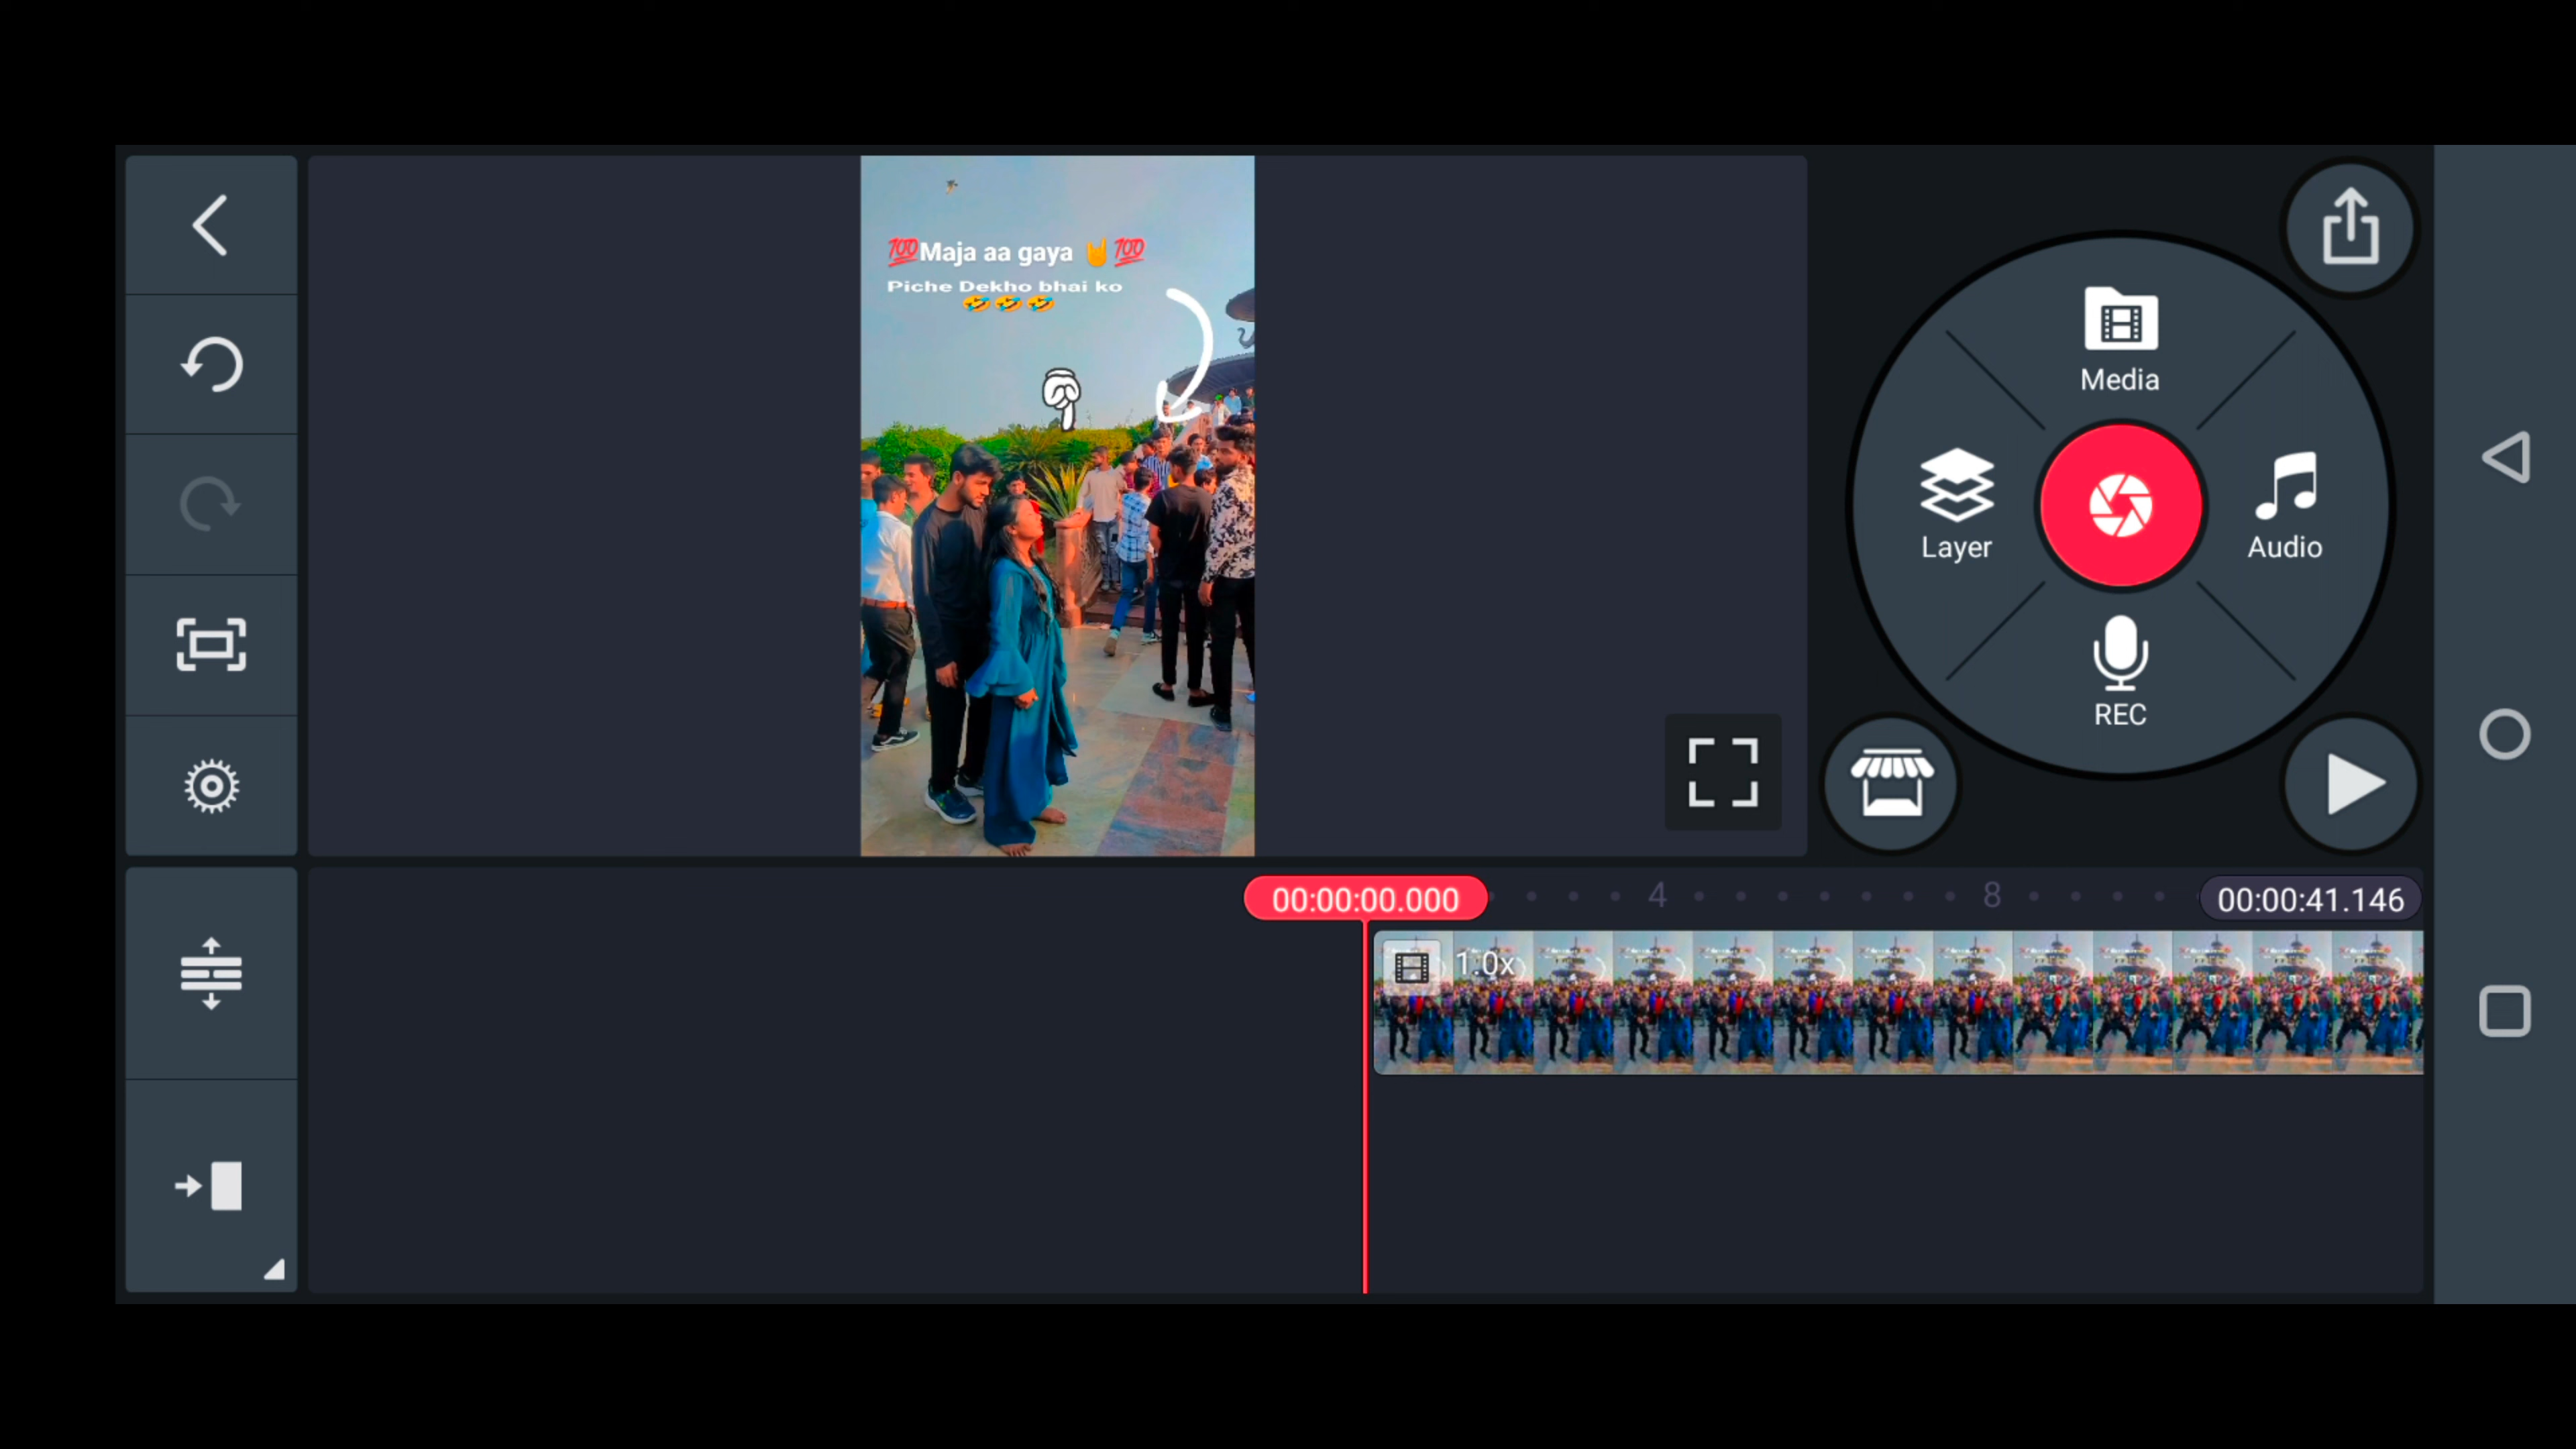 💯Maja aa gaya 🤘💯
Piche Dekho bhai ko
🤣🤣🤣
Media
Layer
Audio
REC
00:00:00.000
4
8
00:00:41.146
1.0x